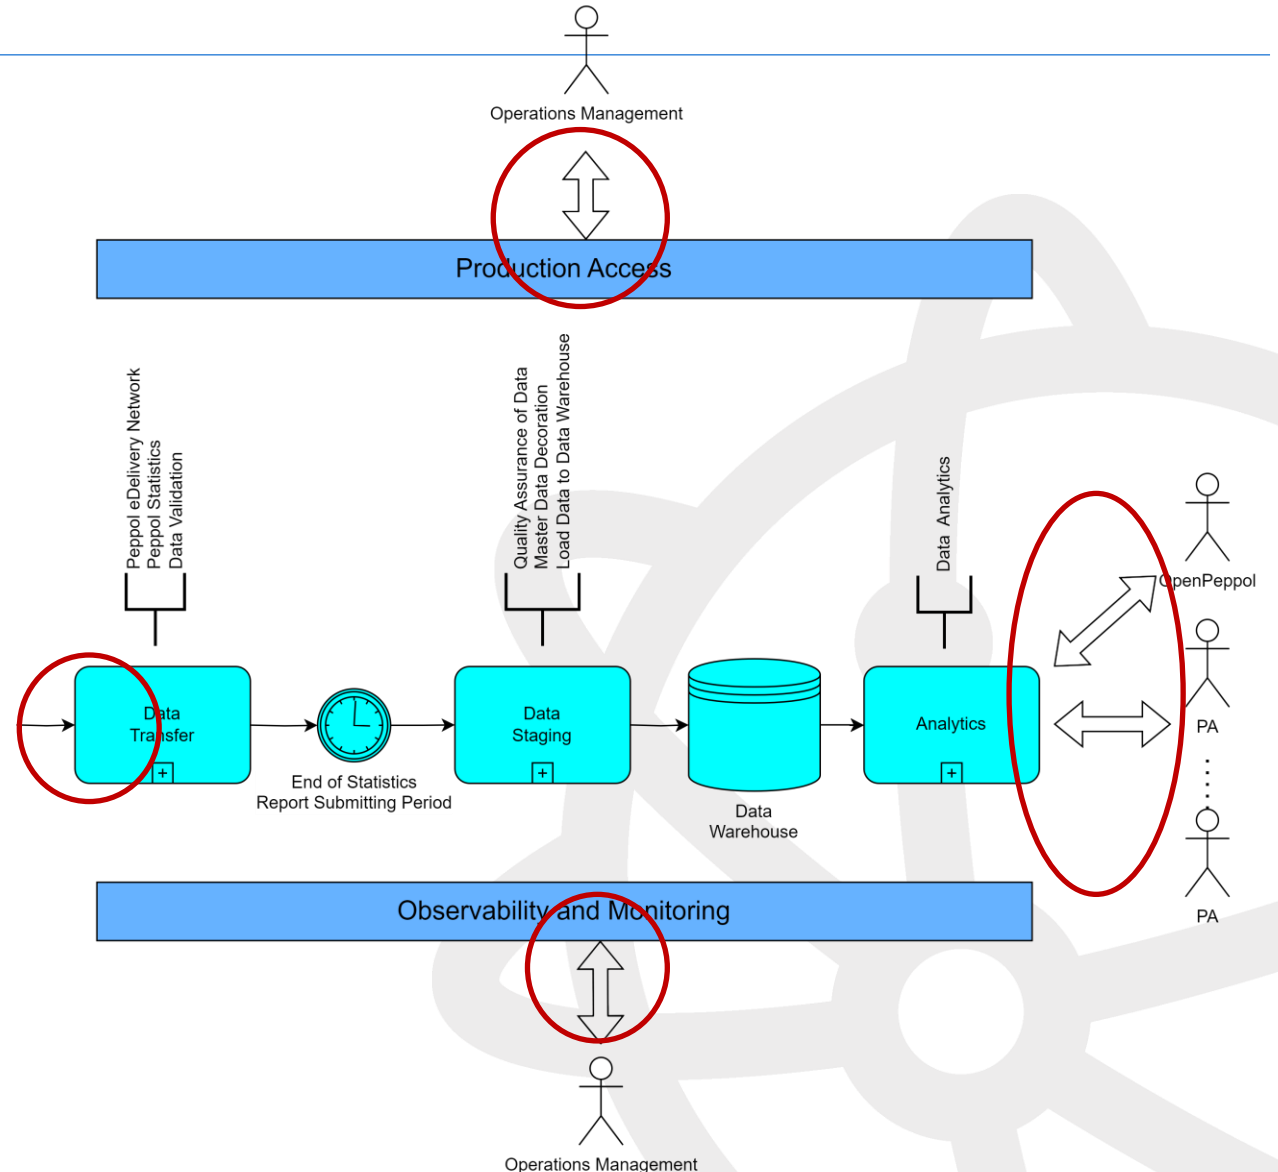 Operations Management
Production Access
Peppol eDelivery Network
Peppol Statistics
Data Validation
Quality Assurance of Data
Master Data Decoration
Load Data to Data Warehouse
Data Analytics
OpenPeppol
PA
PA
Data
Transfer
End of Statistics
Report Submitting Period
Data
Staging
Data
Warehouse
Analytics
Observability and Monitoring
Operations Management